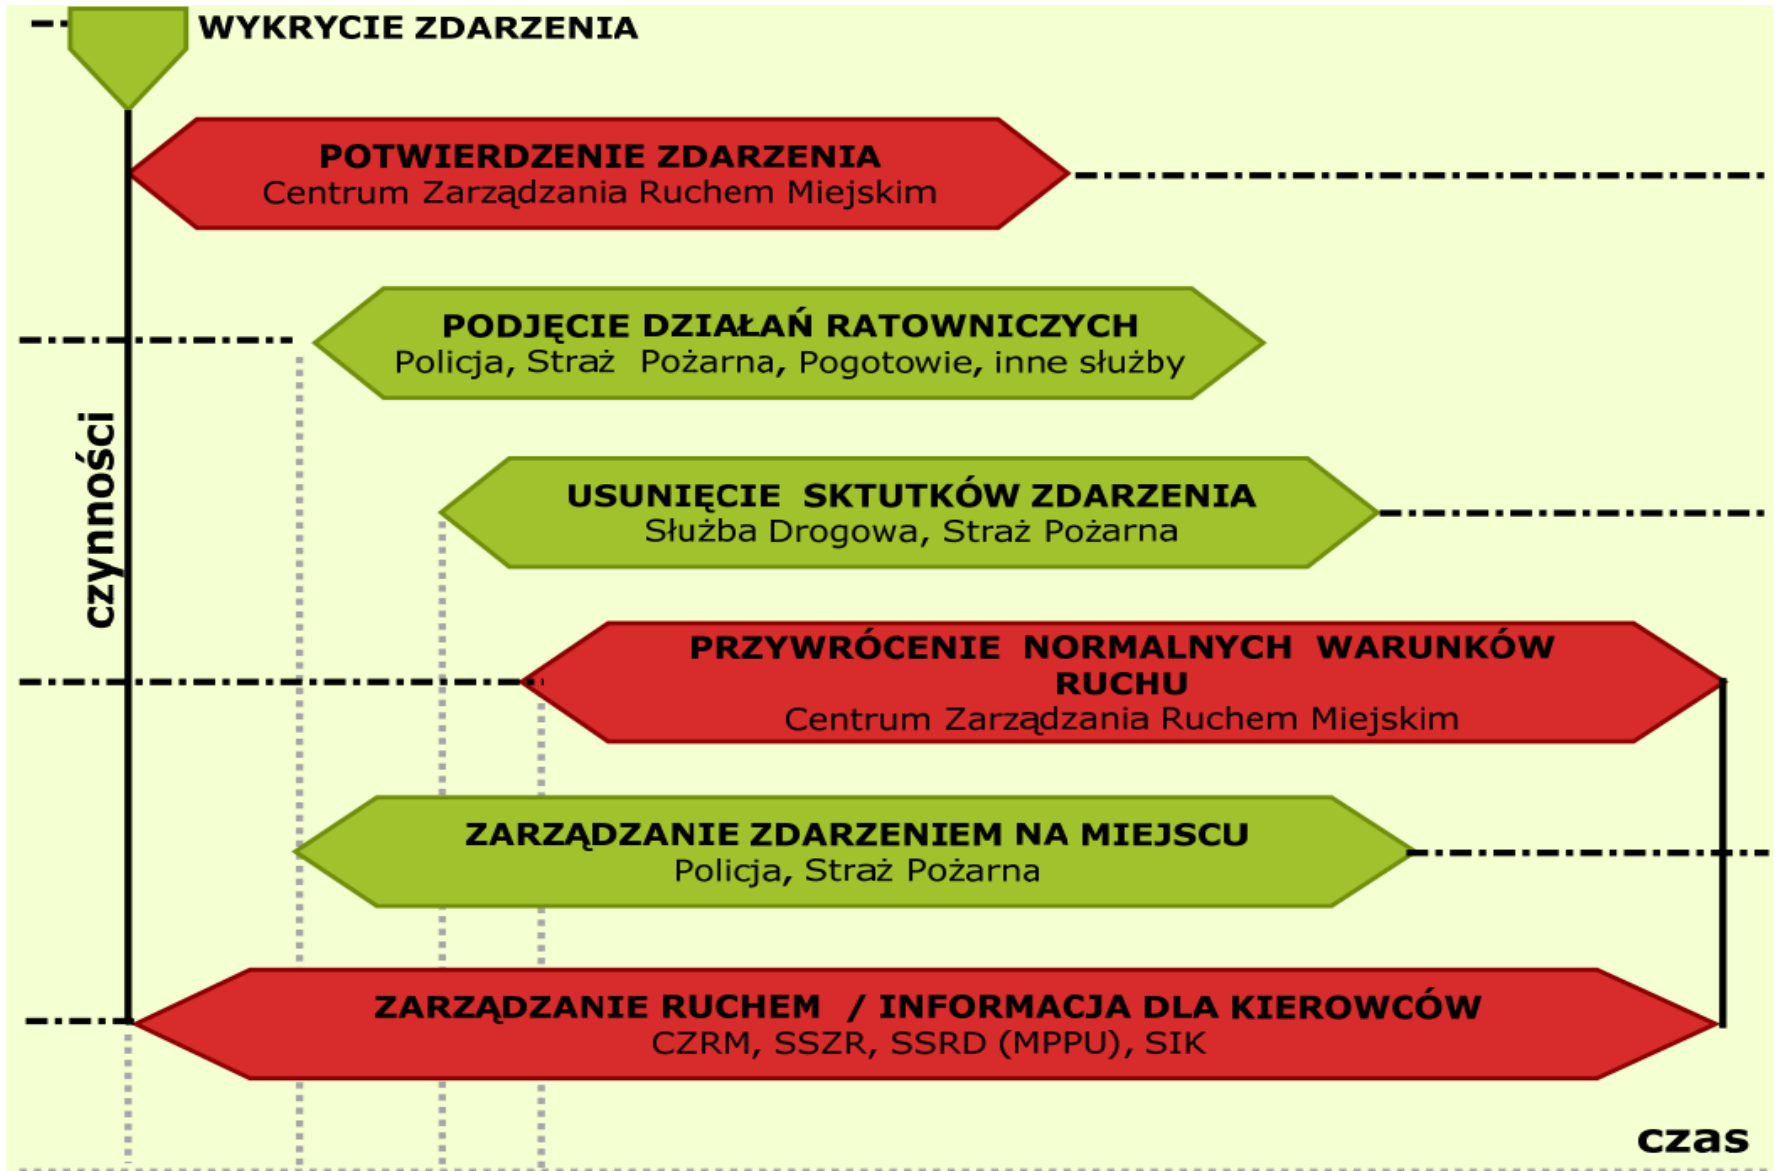 WYKRYCIE ZDARZENIA
POTWIERDZENIE ZDARZENIA
Centrum Zarządzania Ruchem Miejskim
PODJĘCIE DZIAŁAŃ RATOWNICZYCH
Policja, Straż Pożarna, Pogotowie, inne służby
czynności
USUNIĘCIE SKTUTKÓW ZDARZENIA
Służba Drogowa, Straż Pożarna
PRZYWRÓCENIE NORMALNYCH WARUNKÓW
RUCHU
Centrum Zarządzania Ruchem Miejskim
ZARZĄDZANIE ZDARZENIEM NA MIEJSCU
Policja, Straż Pożarna
ZARZĄDZANIE RUCHEM / INFORMACJA DLA KIEROWCÓW
CZRM, SSZR, SSRD (MPPU), SIK
czas